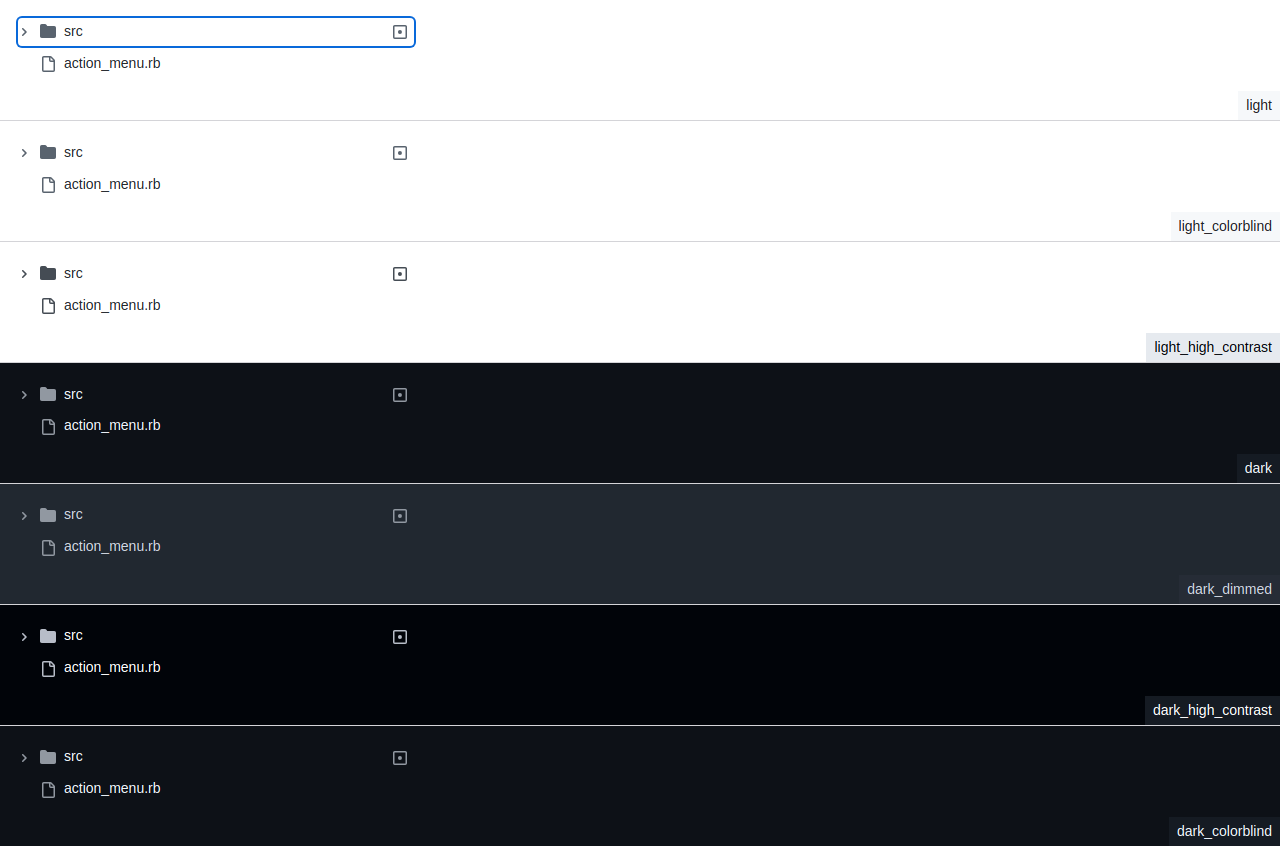 src
action_menu.rb
light
src
action_menu.rb
light_colorblind
src
action_menu.rb
light_high_contrast
src
action_menu.rb
dark
src
action_menu.rb
dark_dimmed
src
action_menu.rb
dark_high_contrast
src
action_menu.rb
dark_colorblind